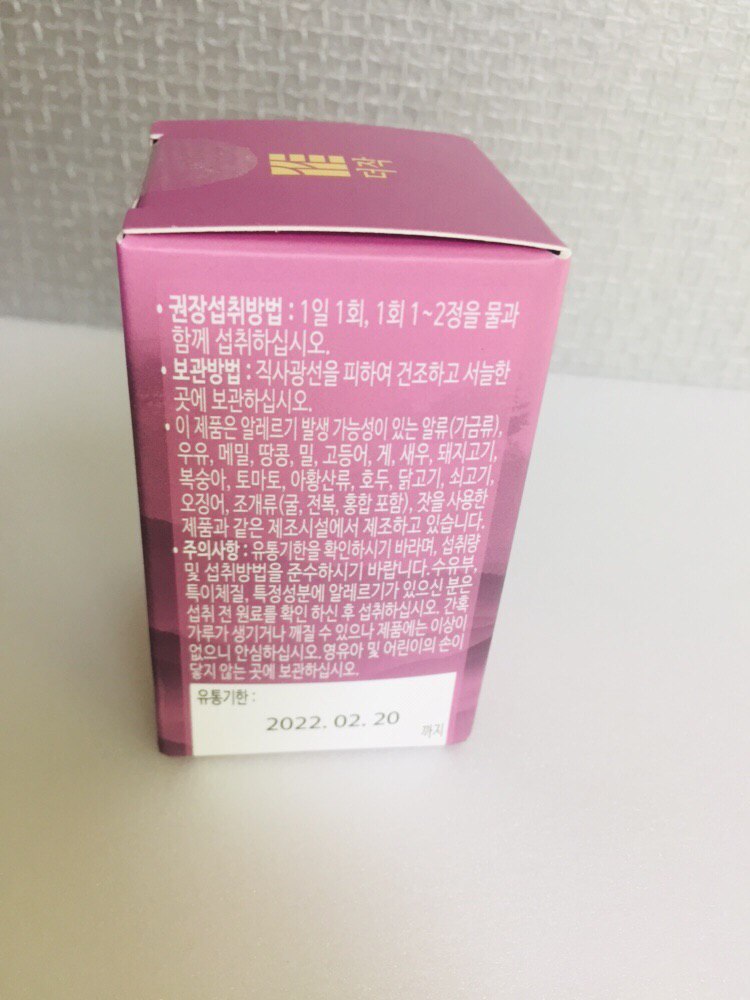 더작
• 권장섭취방법 : 1일 1회, 1회 1~2정을 물과
함께 섭취하십시오.
• 보관방법 : 직사광선을 피하여 건조하고 서늘한
곳에 보관하십시오.
• 이 제품은 알레르기 발생 가능성이 있는 알류(가금류),
우유, 메밀, 땅콩, 밀, 고등어, 게, 새우, 돼지고기,
복숭아, 토마토, 아황산류, 호두, 닭고기, 쇠고기,
오징어, 조개류(굴, 전복, 홍합 포함), 잣을 사용한
제품과 같은 제조시설에서 제조하고 있습니다.
• 주의사항 : 유통기한을 확인하시기 바라며, 섭취량
및 섭취방법을 준수하시기 바랍니다. 수유부,
특이체질, 특정성분에 알레르기가 있으신 분은
섭취 전 원료를 확인 하신 후 섭취하십시오. 간혹
가루가 생기거나 깨질 수 있으나 제품에는 이상이
없으니 안심하십시오. 영유아 및 어린이의 손이
닿지 않는 곳에 보관하십시오.
유통기한 :
2022. 02. 20
까지